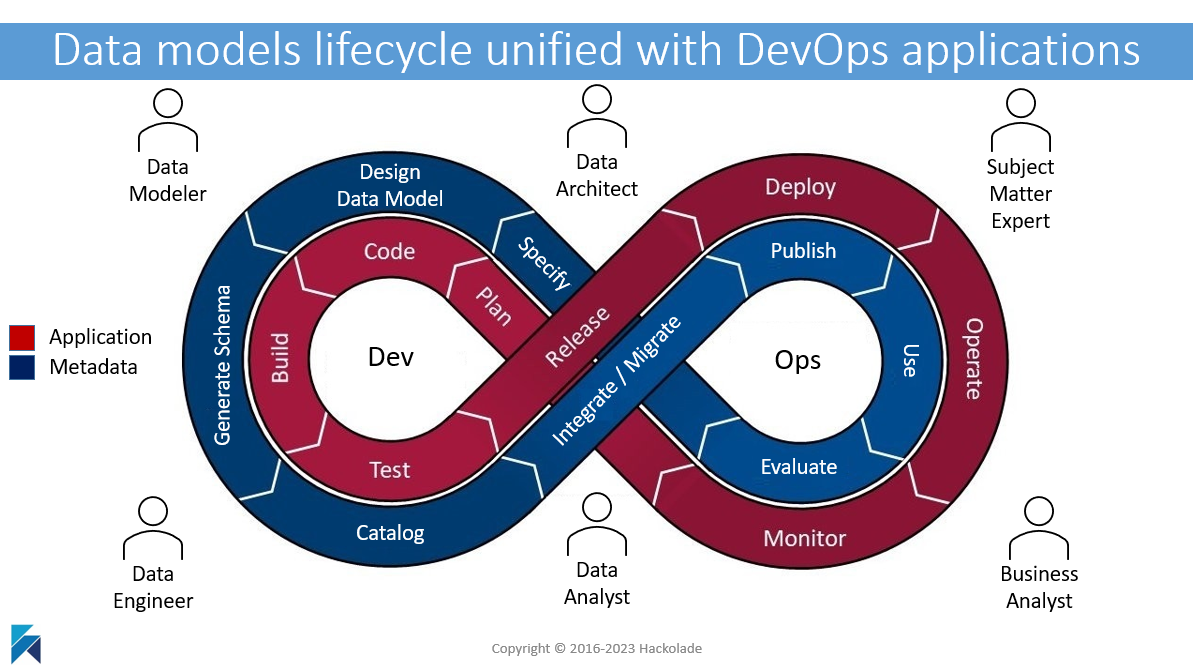 Data models lifecycle unified with DevOps applications
Data
Modeler
Data
Architect
Subject
Matter
Expert
Design
Data Model
Specify
Deploy
Code
Plan
Publish
Generate Schema
Build
Dev
Release
Integrate / Migrate
Ops
Use
Operate
Application
Metadata
Test
Evaluate
Catalog
Monitor
Data
Engineer
Data
Analyst
Business
Analyst
Copyright © 2016-2023 Hackolade